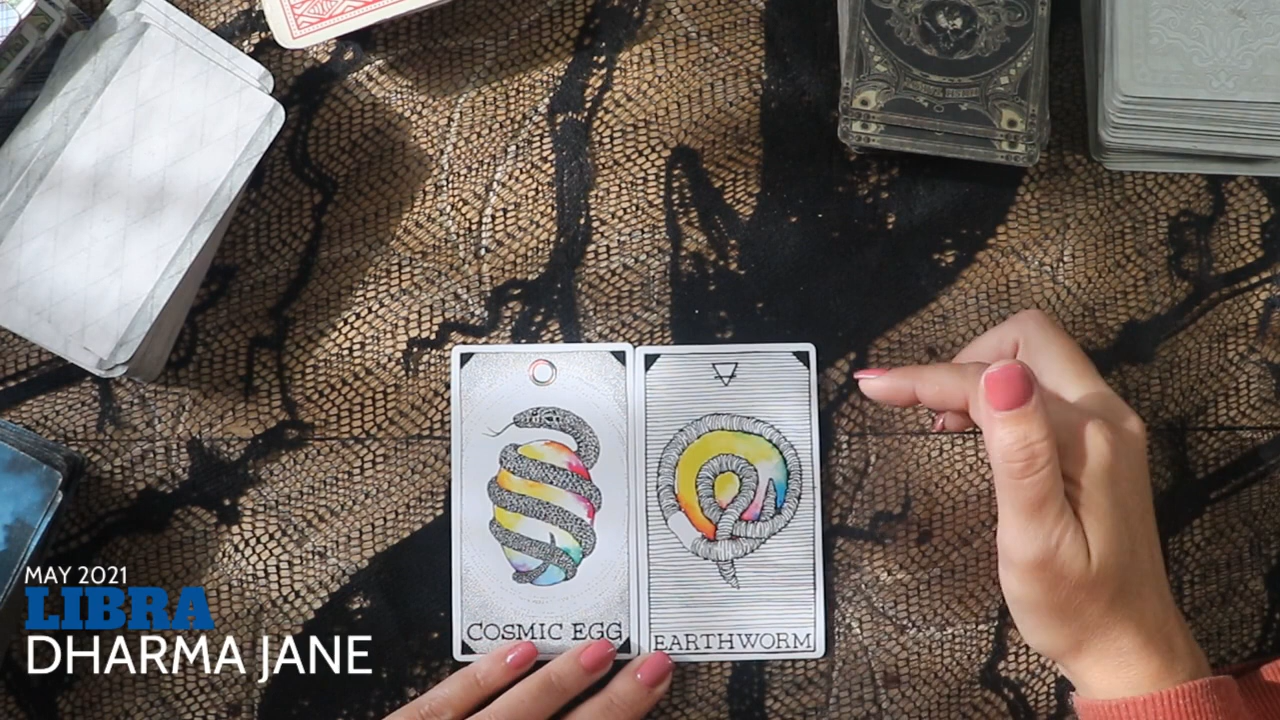 COSMIC EGG
EARTHWORM
MAY 2021
LIBRA
DHARMA JANE